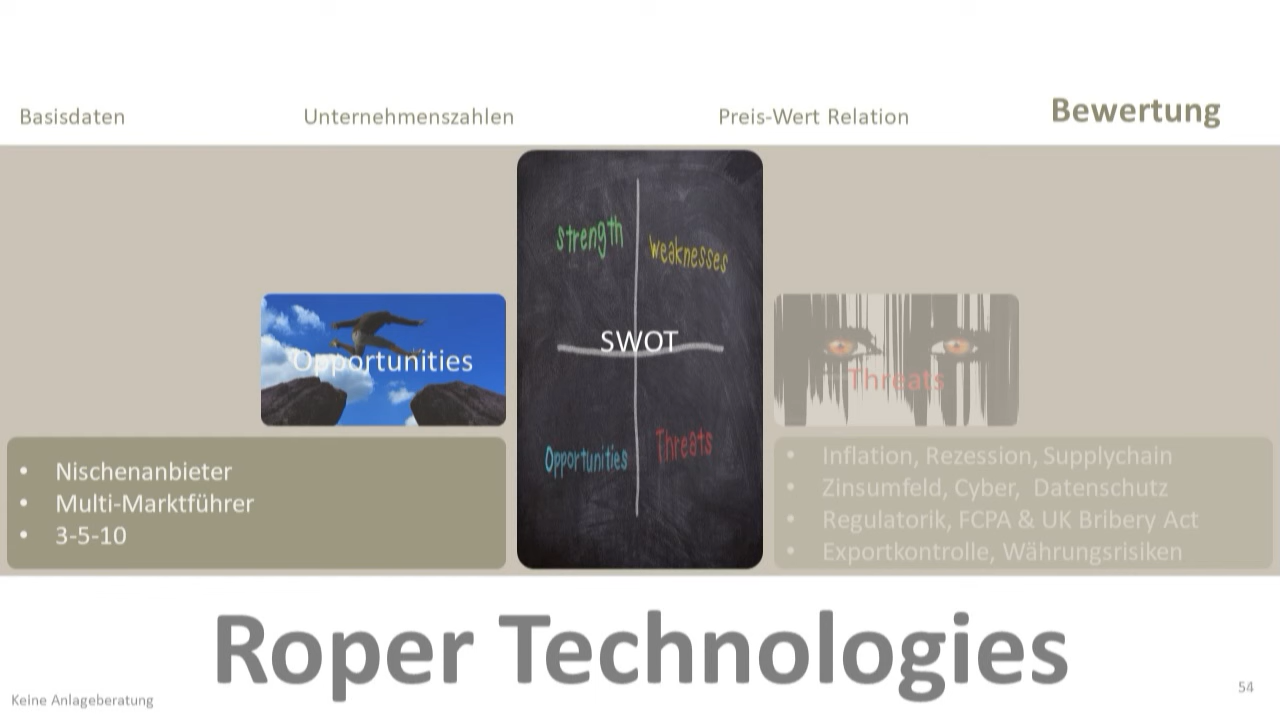 Basisdaten
Unternehmenszahlen
Preis-Wert Relation
Bewertung
strength
weaknesses
SWOT
Opportunities
Threats
Opportunities
Threats
• Nischenanbieter
• Multi-Marktführer
• 3-5-10
• Inflation, Rezession, Supplychain
• Zinsumfeld, Cyber, Datenschutz
• Regulatorik, FCPA & UK Bribery Act
• Exportkontrolle, Währungsrisiken
Roper Technologies
Keine Anlageberatung
54